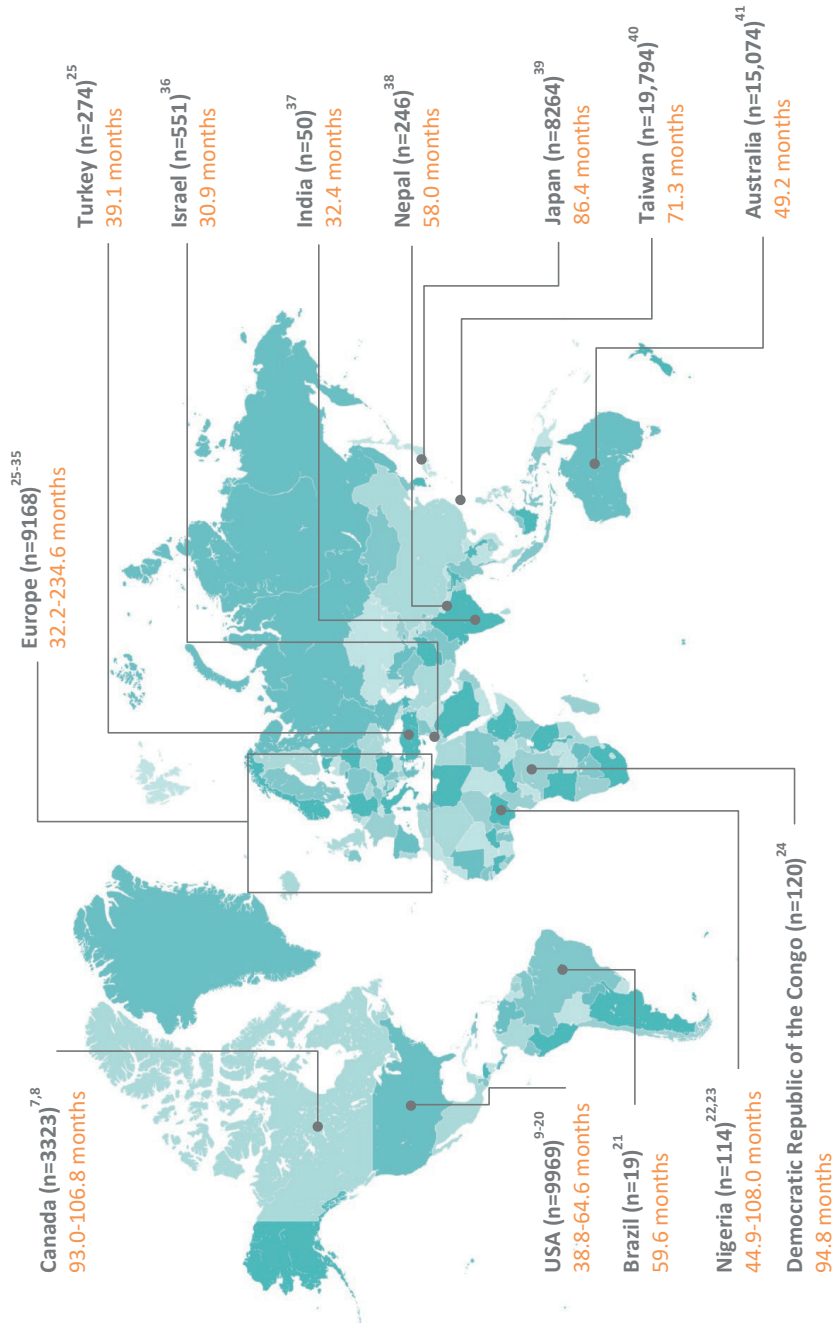 Canada (n=3323)7,8
93.0-106.8 months
USA (n=9969)9-20
38.8-64.6 months
Brazil (n=19)21
59.6 months
Nigeria (n=114)22,23
44.9-108.0 months
Democratic Republic of the Congo (n=120)24
94.8 months
Europe (n=9168)25-35
32.2-234.6 months
Turkey (n=274)25
39.1 months
Israel (n=551)36
30.9 months
India (n=50)37
32.4 months
Nepal (n=246)38
58.0 months
Japan (n=8264)39
86.4 months
Taiwan (n=19,794)40
71.3 months
Australia (n=15,074)41
49.2 months